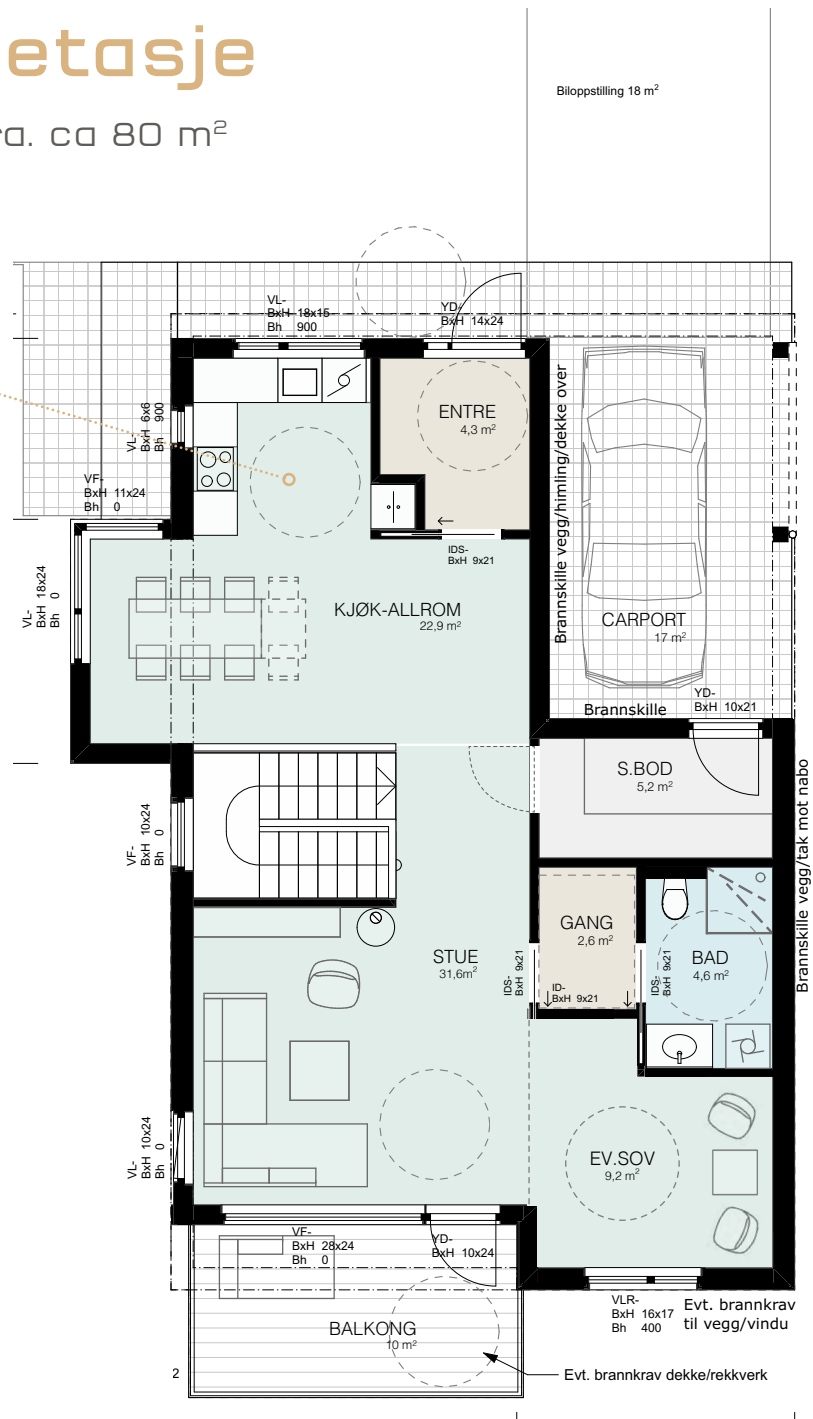 etasje
a. ca 80 m²
Biloppstilling 18 m²
VL-
BxH 18x15
Bh 900
YD-
BxH 14x24
VL-
BxH 6x6
Bh 900
ENTRE
4,3 m²
Brannskille vegg/himling/dekke over
VF-
BxH 11x24
Bh 0
IDS-
BxH 9x21
VL-
BxH 18x24
Bh 0
KJØK-ALLROM
22,9 m²
CARPORT
17 m²
YD-
BxH 10x21
Brannskille
S.BOD
5,2 m²
Brannskille vegg/tak mot nabo
VF-
BxH 10x24
Bh 0
GANG
2,6 m²
STUE
31,6m²
BAD
4,6 m²
IDS-
BxH 9x21
ID-
BxH 9x21
IDS-
BxH 9x21
VL-
BxH 10x24
Bh 0
EV.SOV
9,2 m²
VF-
BxH 28x24
Bh 0
YD-
BxH 10x24
VLR-
BxH 16x17
Bh 400
Evt. brannkrav
til vegg/vindu
BALKONG
10 m²
2
Evt. brannkrav dekke/rekkverk